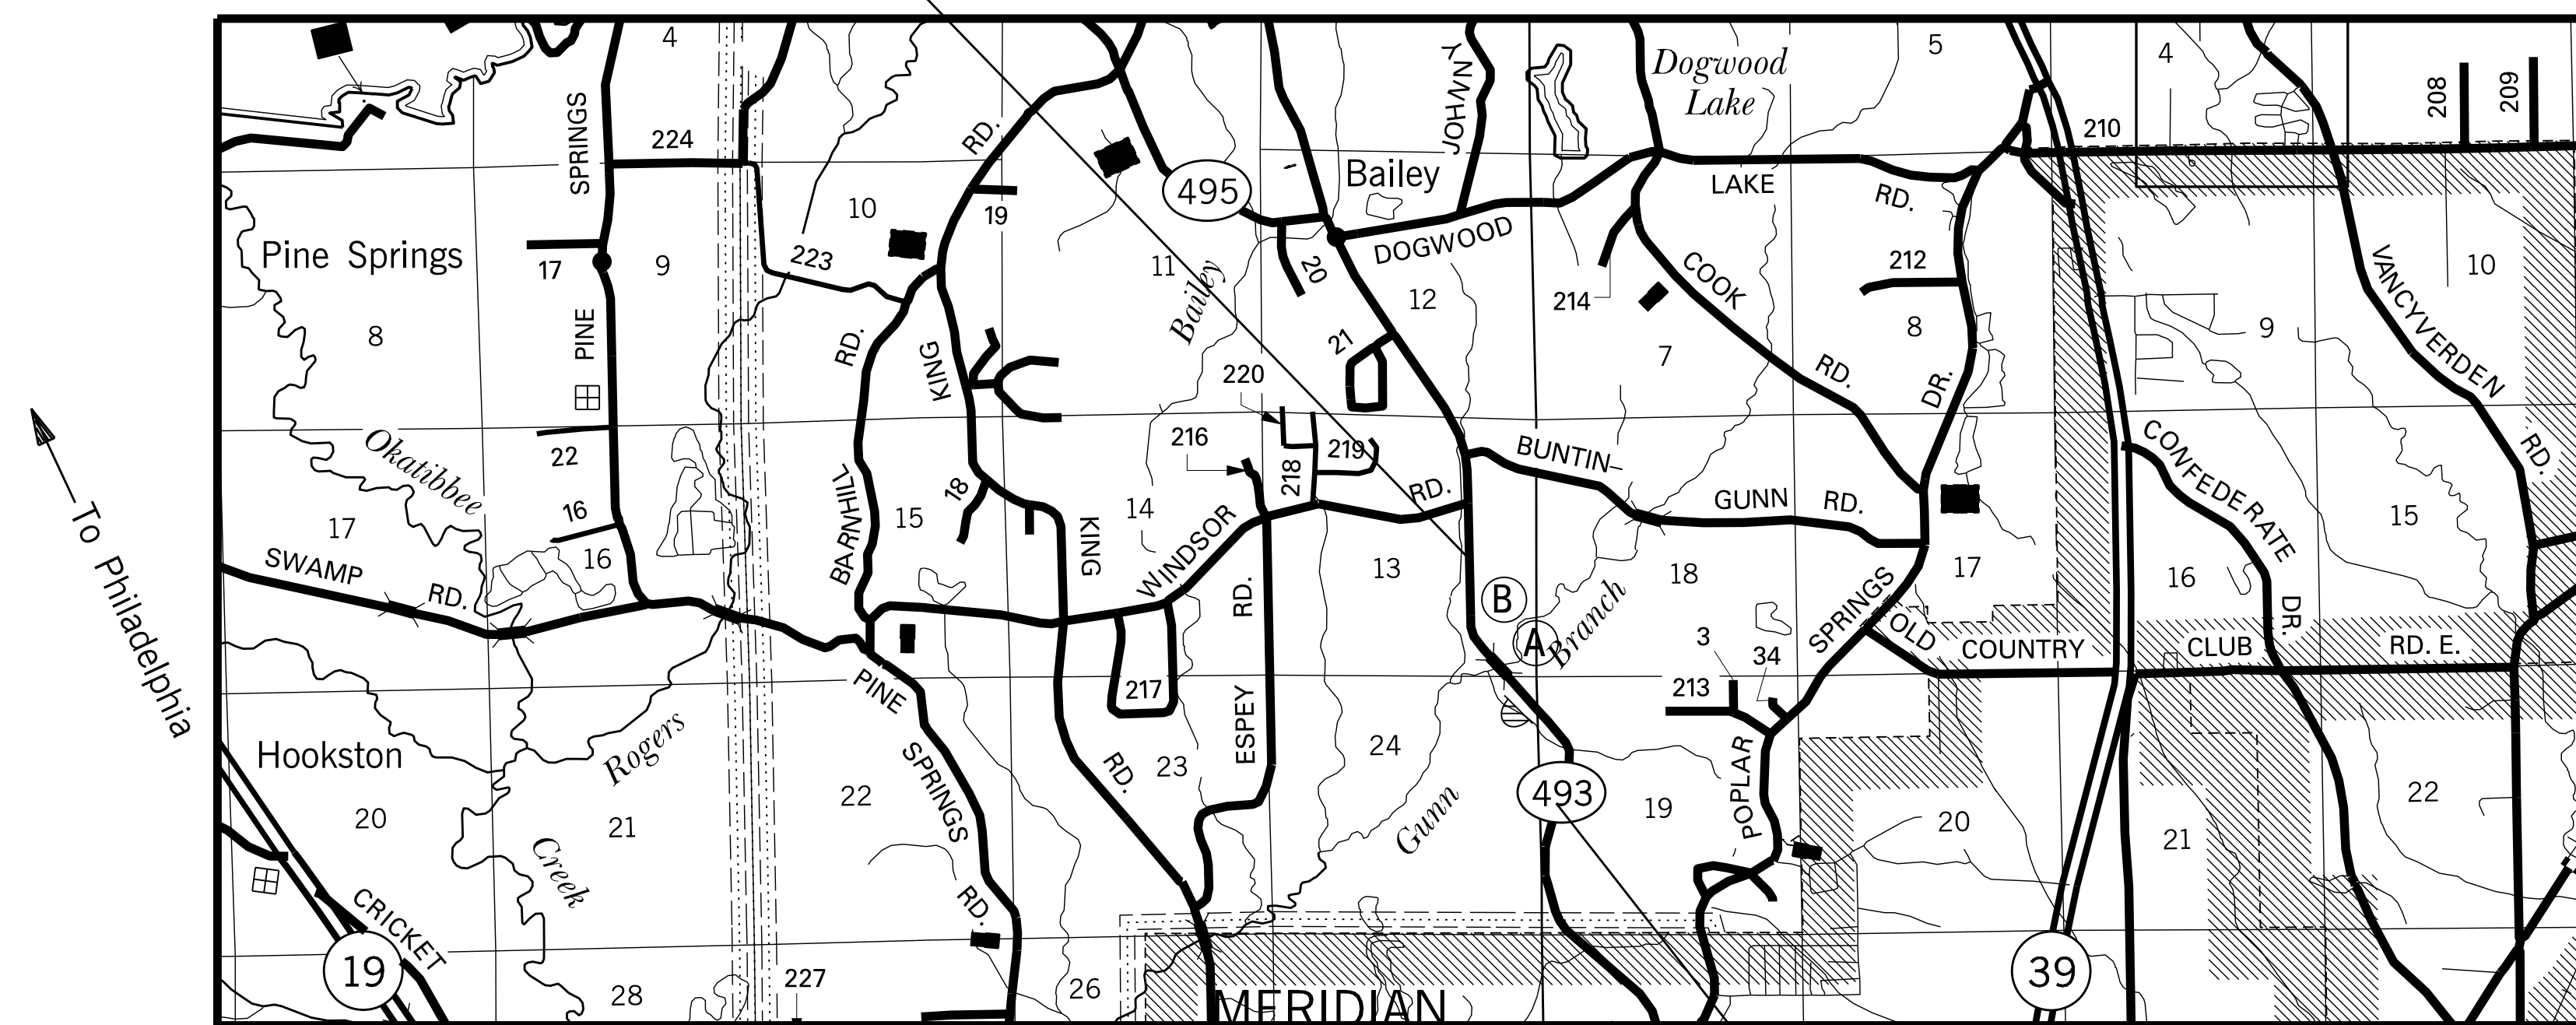 4
5
4
Dogwood
Lake
JOHNNY
208
209
210
SPRINGS
224
RD.
495
Bailey
LAKE
RD.
10
19
DOGWOOD
Pine Springs
17
9
223
11
20
12
214
COOK
212
10
VANCYVERDEN
8
PINE
RD.
KING
Bailey
21
220
7
RD.
8
DR.
9
RD.
Okatibbee
22
16
BARNHILL
18
216
218
219
BUNTIN–
CONFEDERATE
17
15
KING
14
WINDSOR
RD.
GUNN
RD.
15
SWAMP
RD.
16
RD.
13
18
17
16
DR.
To Philadelphia
B
A
Branch
SPRINGS
OLD
COUNTRY
CLUB
RD. E.
3
34
PINE
217
213
Hookston
Rogers
SPRINGS
RD.
23
ESPEY
24
POPLAR
20
21
22
Gunn
493
19
20
21
22
Creek
RD.
CRICKET
19
28
227
26
MERIDIAN
39